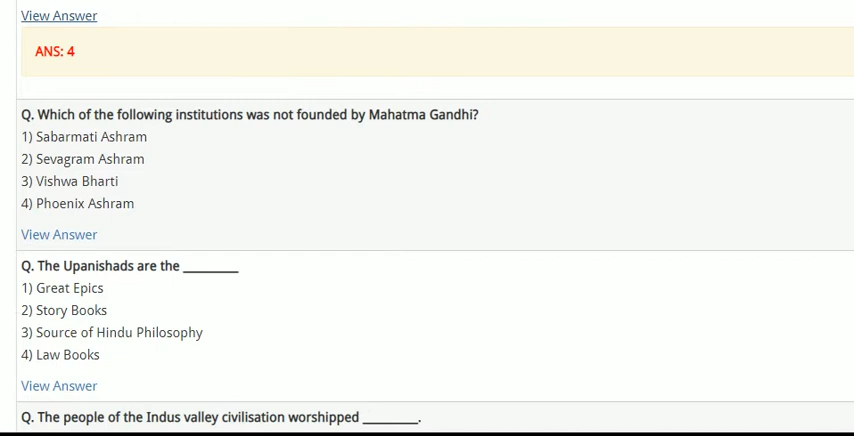 View Answer
ANS: 4
Q. Which of the following institutions was not founded by Mahatma Gandhi?
1) Sabarmati Ashram
2) Sevagram Ashram
3) Vishwa Bharti
4) Phoenix Ashram
View Answer
Q. The Upanishads are the _________
1) Great Epics
2) Story Books
3) Source of Hindu Philosophy
4) Law Books
View Answer
Q. The people of the Indus valley civilisation worshipped _________.